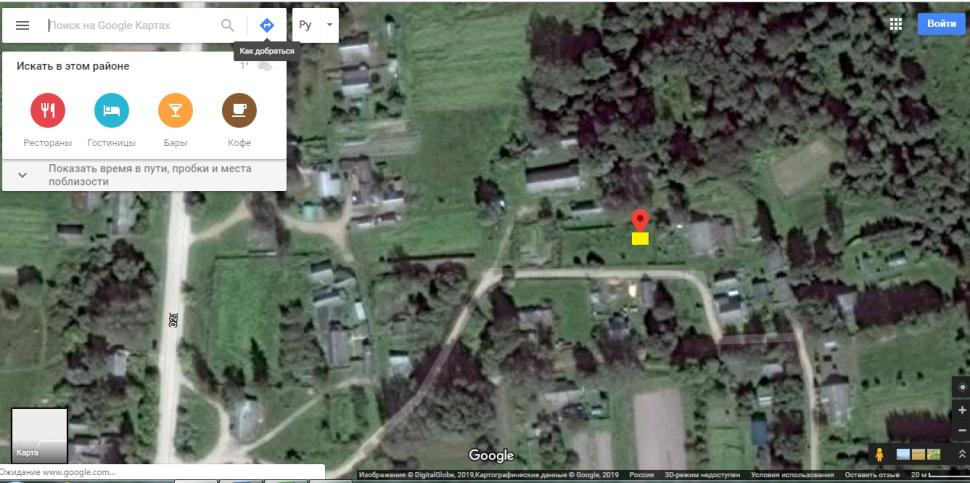 Поиск на Google Картах
Ру
Войти
Как добраться
Искать в этом районе
1°
Рестораны
Гостиницы
Бары
Кофе
Показать время в пути, пробки и места
поблизости
Карта
Google
Ожидание www.google.com...
Изображения © DigitalGlobe, 2019,Картографические данные © Google, 2019 Россия 3D-режим недоступен Условия использования Оставить отзыв 20 м